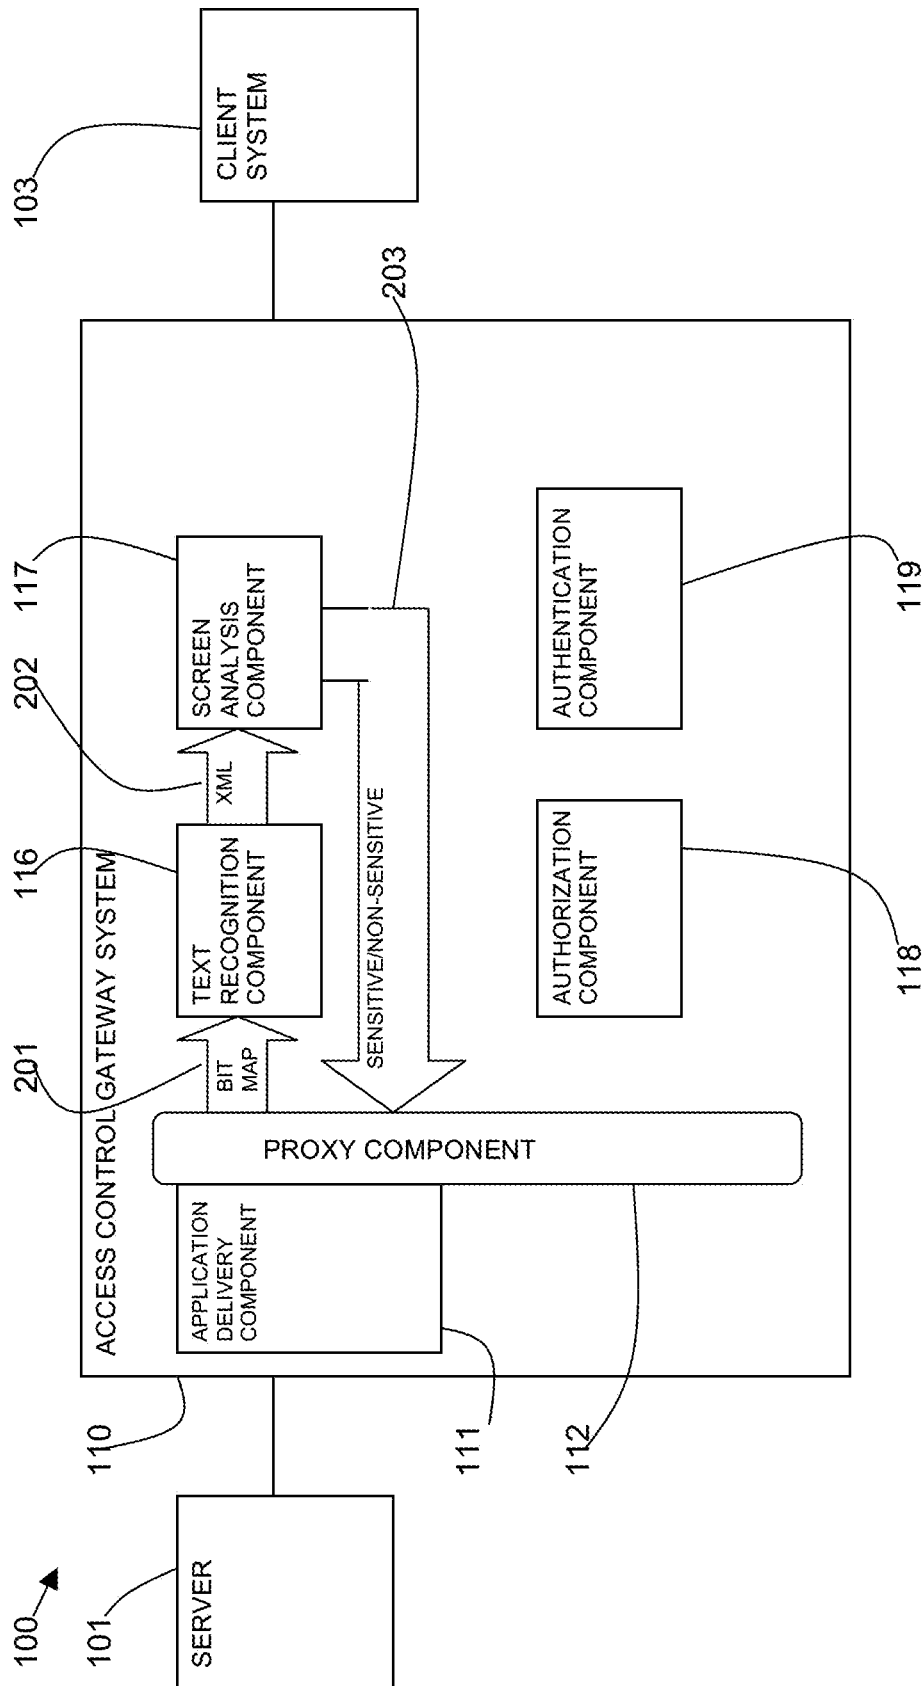 100
101
SERVER
110
ACCESS CONTROL GATEWAY SYSTEM
111
APPLICATION
DELIVERY
COMPONENT
112
PROXY COMPONENT
201
BIT
MAP
116
TEXT
RECOGNITION
COMPONENT
202
XML
117
SCREEN
ANALYSIS
COMPONENT
SENSITIVE/NON-SENSITIVE
203
118
AUTHORIZATION
COMPONENT
119
AUTHENTICATION
COMPONENT
103
CLIENT
SYSTEM